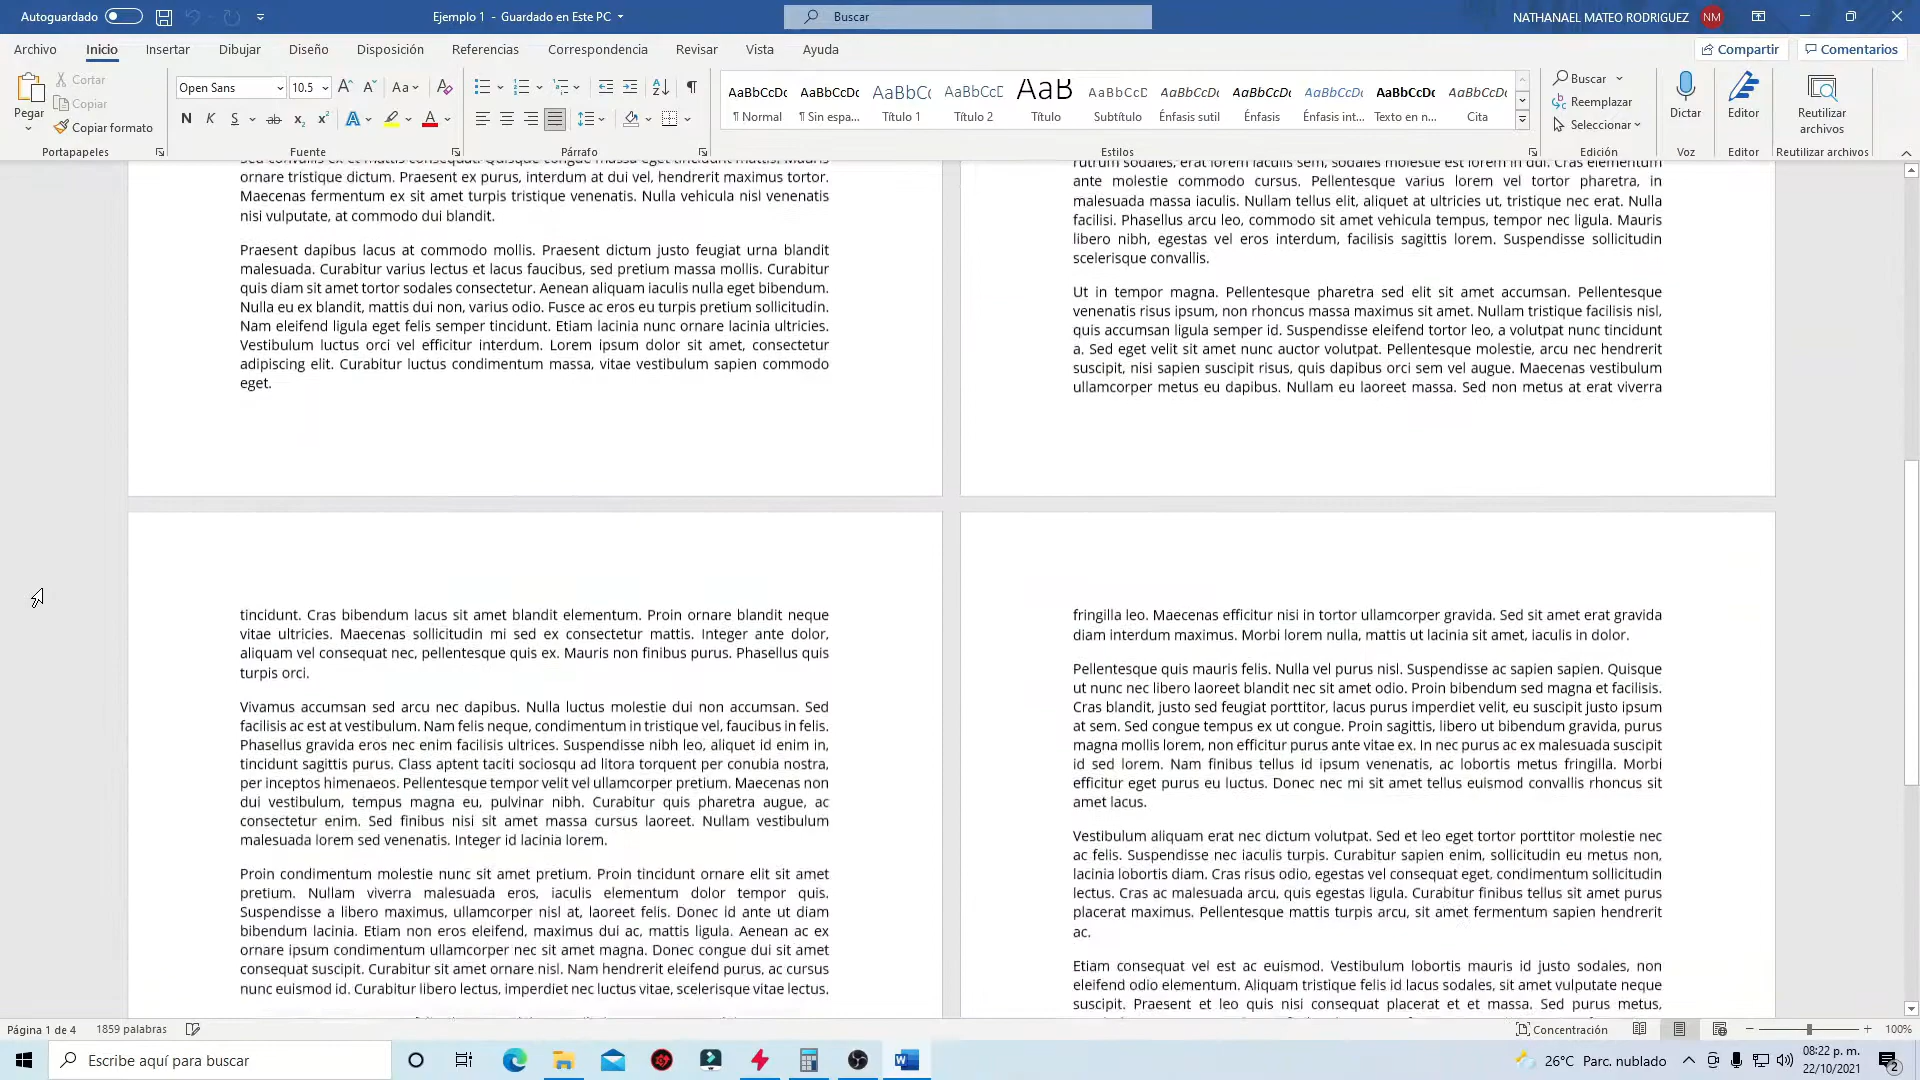 Autoguardado
Ejemplo 1 - Guardado en Este PC
Buscar
NATHANAEL MATEO RODRIGUEZ NM
Archivo Inicio Insertar Dibujar Diseño Disposición Referencias Correspondencia Revisar Vista Ayuda
Compartir Comentarios
Pegar
Cortar
Copiar
Copiar formato
Portapapeles
Open Sans 10.5
Aa
N K S ab x₂ x²
Fuente
Párrafo
AaBbCcDc AaBbCcDc AaBbCc AaBbCcD AaB AaBbCcD AaBbCcDc AaBbCcDc AaBbCcDc AaBbCcDc AaBbCcDc
¶ Normal ¶ Sin espa... Título 1 Título 2 Título Subtítulo Énfasis sutil Énfasis Énfasis int... Texto en n... Cita
Estilos
Buscar
Reemplazar
Seleccionar
Edición
Dictar
Voz
Editor
Editor
Reutilizar archivos
Reutilizar archivos
Sed convallis ex et mattis consequat. Quisque congue massa eget tincidunt mattis. Mauris
ornare tristique dictum. Praesent ex purus, interdum at dui vel, hendrerit maximus tortor.
Maecenas fermentum ex sit amet turpis tristique venenatis. Nulla vehicula nisl venenatis
nisi vulputate, at commodo dui blandit.
Praesent dapibus lacus at commodo mollis. Praesent dictum justo feugiat urna blandit
malesuada. Curabitur varius lectus et lacus faucibus, sed pretium massa mollis. Curabitur
quis diam sit amet tortor sodales consectetur. Aenean aliquam iaculis nulla eget bibendum.
Nulla eu ex blandit, mattis dui non, varius odio. Fusce ac eros eu turpis pretium sollicitudin.
Nam eleifend ligula eget felis semper tincidunt. Etiam lacinia nunc ornare lacinia ultricies.
Vestibulum luctus orci vel efficitur interdum. Lorem ipsum dolor sit amet, consectetur
adipiscing elit. Curabitur luctus condimentum massa, vitae vestibulum sapien commodo
eget.
rutrum sodales, erat lorem iaculis sem, sodales molestie est lorem in dui. Cras elementum
ante molestie commodo cursus. Pellentesque varius lorem vel tortor pharetra, in
malesuada massa iaculis. Nullam tellus elit, aliquet at ultricies ut, tristique nec erat. Nulla
facilisi. Phasellus arcu leo, commodo sit amet vehicula tempus, tempor nec ligula. Mauris
libero nibh, egestas vel eros interdum, facilisis sagittis lorem. Suspendisse sollicitudin
scelerisque convallis.
Ut in tempor magna. Pellentesque pharetra sed elit sit amet accumsan. Pellentesque
venenatis risus ipsum, non rhoncus massa maximus sit amet. Nullam tristique facilisis nisl,
quis accumsan ligula semper id. Suspendisse eleifend tortor leo, a volutpat nunc tincidunt
a. Sed eget velit sit amet nunc auctor volutpat. Pellentesque molestie, arcu nec hendrerit
suscipit, nisi sapien suscipit risus, quis dapibus orci sem vel augue. Maecenas vestibulum
ullamcorper metus eu dapibus. Nullam eu laoreet massa. Sed non metus at erat viverra
tincidunt. Cras bibendum lacus sit amet blandit elementum. Proin ornare blandit neque
vitae ultricies. Maecenas sollicitudin mi sed ex consectetur mattis. Integer ante dolor,
aliquam vel consequat nec, pellentesque quis ex. Mauris non finibus purus. Phasellus quis
turpis orci.
Vivamus accumsan sed arcu nec dapibus. Nulla luctus molestie dui non accumsan. Sed
facilisis ac est at vestibulum. Nam felis neque, condimentum in tristique vel, faucibus in felis.
Phasellus gravida eros nec enim facilisis ultrices. Suspendisse nibh leo, aliquet id enim in,
tincidunt sagittis purus. Class aptent taciti sociosqu ad litora torquent per conubia nostra,
per inceptos himenaeos. Pellentesque tempor velit vel ullamcorper pretium. Maecenas non
dui vestibulum, tempus magna eu, pulvinar nibh. Curabitur quis pharetra augue, ac
consectetur enim. Sed finibus nisi sit amet massa cursus laoreet. Nullam vestibulum
malesuada lorem sed venenatis. Integer id lacinia lorem.
Proin condimentum molestie nunc sit amet pretium. Proin tincidunt ornare elit sit amet
pretium. Nullam viverra malesuada eros, iaculis elementum dolor tempor quis.
Suspendisse a libero maximus, ullamcorper nisl at, laoreet felis. Donec id ante ut diam
bibendum lacinia. Etiam non eros eleifend, maximus dui ac, mattis ligula. Aenean ac ex
ornare ipsum condimentum ullamcorper nec sit amet magna. Donec congue dui sit amet
consequat suscipit. Curabitur sit amet ornare nisl. Nam hendrerit eleifend purus, ac cursus
nunc euismod id. Curabitur libero lectus, imperdiet nec luctus vitae, scelerisque vitae lectus.
fringilla leo. Maecenas efficitur nisi in tortor ullamcorper gravida. Sed sit amet erat gravida
diam interdum maximus. Morbi lorem nulla, mattis ut lacinia sit amet, iaculis in dolor.
Pellentesque quis mauris felis. Nulla vel purus nisl. Suspendisse ac sapien sapien. Quisque
ut nunc nec libero laoreet blandit nec sit amet odio. Proin bibendum sed magna et facilisis.
Cras blandit, justo sed feugiat porttitor, lacus purus imperdiet velit, eu suscipit justo ipsum
at sem. Sed congue tempus ex ut congue. Proin sagittis, libero ut bibendum gravida, purus
magna mollis lorem, non efficitur purus ante vitae ex. In nec purus ac ex malesuada suscipit
id sed lorem. Nam finibus tellus id ipsum venenatis, ac lobortis metus fringilla. Morbi
efficitur eget purus eu luctus. Donec nec mi sit amet tellus euismod convallis rhoncus sit
amet lacus.
Vestibulum aliquam erat nec dictum volutpat. Sed et leo eget tortor porttitor molestie nec
ac felis. Suspendisse nec iaculis turpis. Curabitur sapien enim, sollicitudin eu metus non,
lacinia lobortis diam. Cras risus odio, egestas vel consequat eget, condimentum sollicitudin
lectus. Cras ac malesuada arcu, quis egestas ligula. Curabitur finibus tellus sit amet purus
placerat maximus. Pellentesque mattis turpis arcu, sit amet fermentum sapien hendrerit
ac.
Etiam consequat vel est ac euismod. Vestibulum lobortis mauris id justo sodales, non
eleifend odio elementum. Aliquam tristique felis id lacus sodales, sit amet vulputate neque
suscipit. Praesent et leo quis nisi consequat placerat et et massa. Sed purus metus,
Página 1 de 4 1859 palabras
Concentración 100%
Escribe aquí para buscar
26°C Parc. nublado
08:22 p. m.
22/10/2021
2